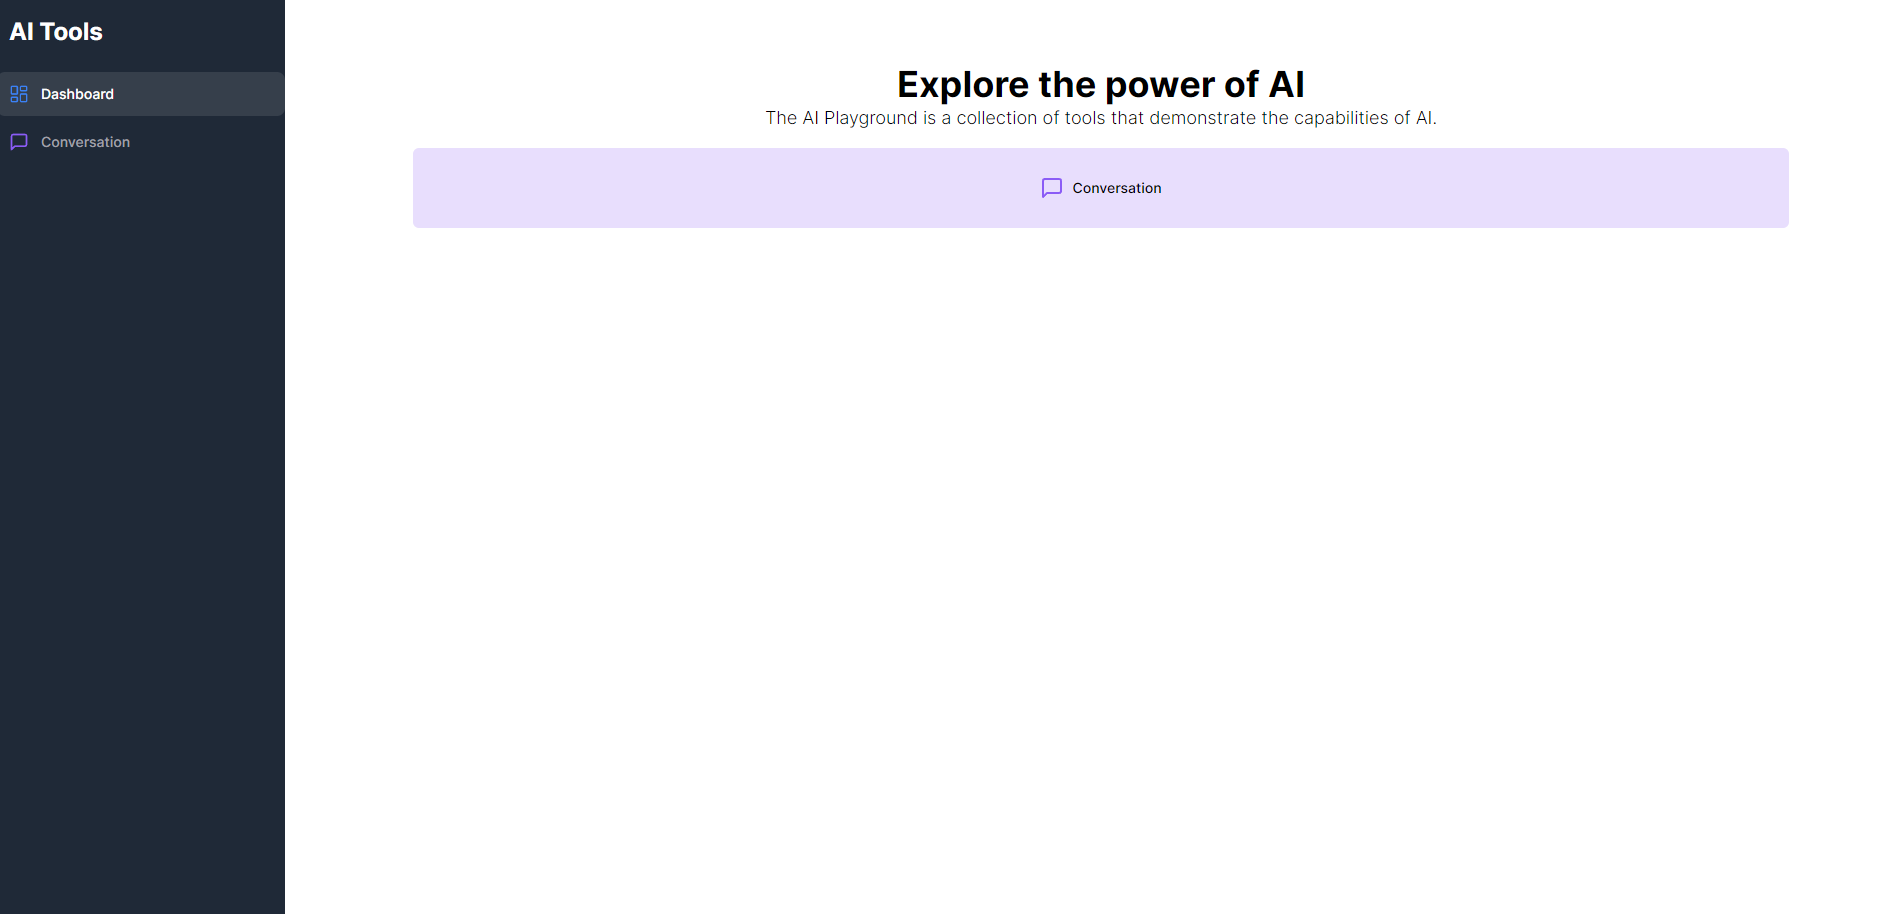 AI Tools
Dashboard
Conversation
Explore the power of AI
The AI Playground is a collection of tools that demonstrate the capabilities of AI.
Conversation